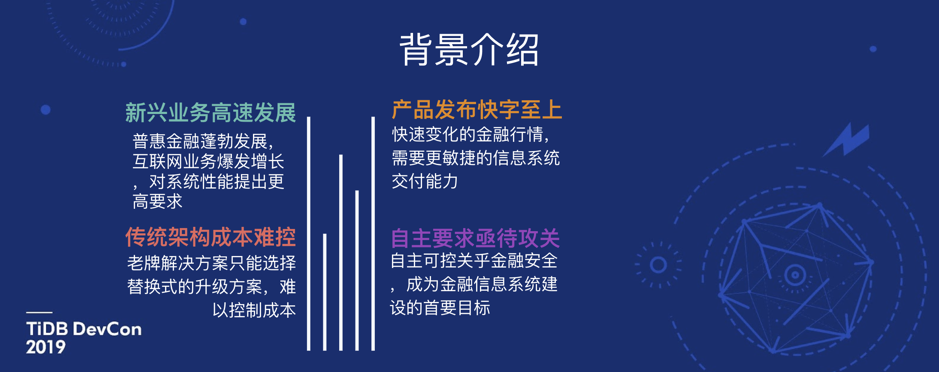 背景介绍
新兴业务高速发展
普惠金融蓬勃发展，
互联网业务爆发增长
，对系统性能提出更
高要求
产品发布快字至上
快速变化的金融行情，
需要更敏捷的信息系统
交付能力
传统架构成本难控
老牌解决方案只能选择
替换式的升级方案，难
以控制成本
自主要求亟待攻关
自主可控关乎金融安全
，成为金融信息系统建
设的首要目标
TiDB DevCon
2019